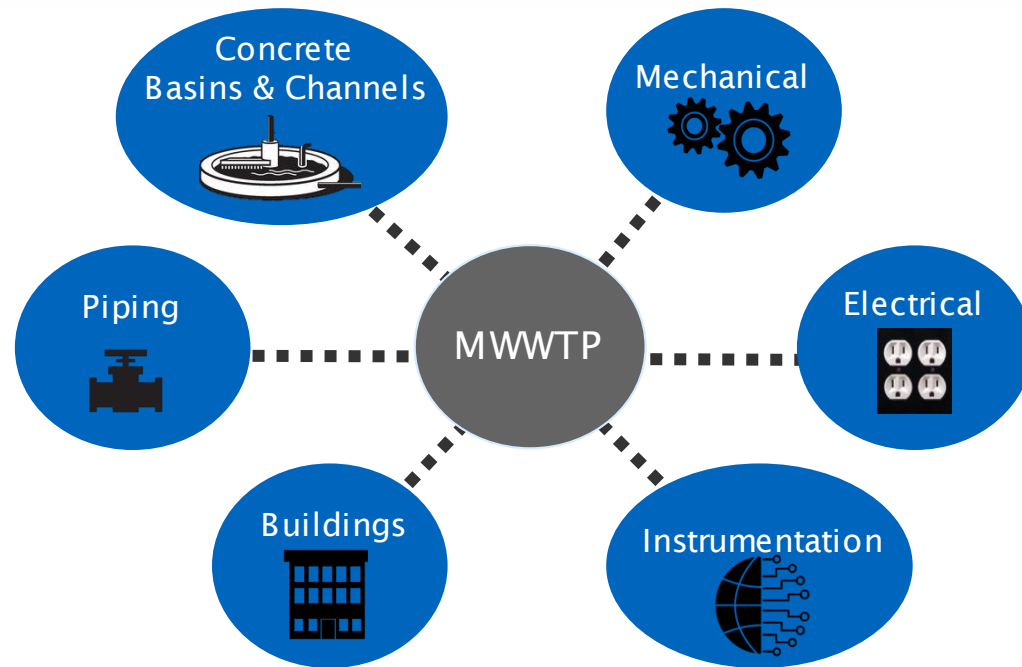 Concrete
Basins & Channels
Mechanical
Piping
MWWTP
Electrical
Buildings
Instrumentation